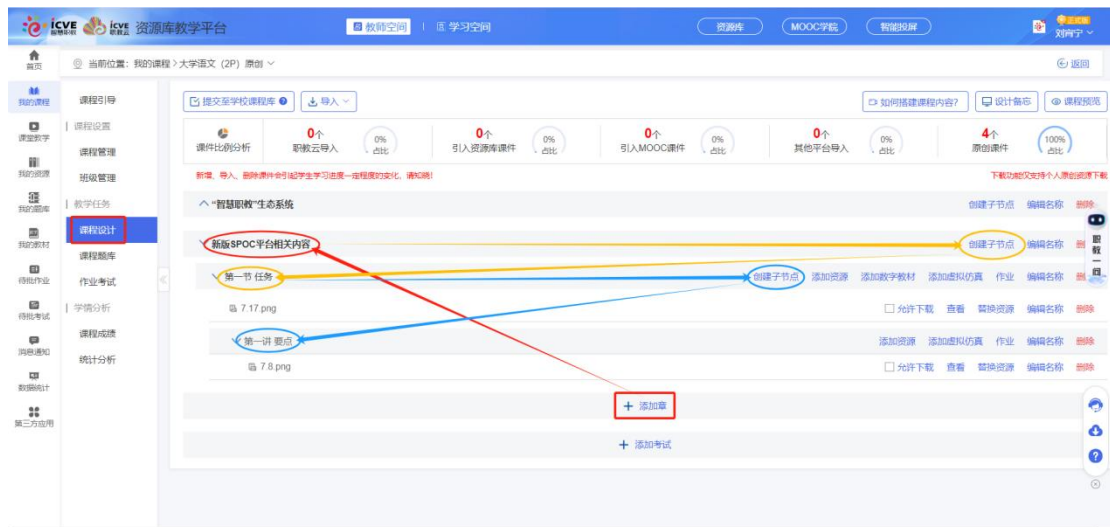 icve 智慧职教 icve 职教云 资源库教学平台 教师空间 学习空间 资源库 MOOC学院 智能投屏 正式版 刘宵宁
首页 当前位置：我的课程 > 大学语文（2P）原创 返回
我的课程
课堂教学
我的资源
我的题库
我的教材
待批作业
待批考试
消息通知
数据统计
第三方应用
课程引导
课程设置
课程管理
班级管理
教学任务
课程设计
课程题库
作业考试
学情分析
课程成绩
统计分析
提交至学校课程库 导入 如何搭建课程内容? 设计备忘 课程预览
课件比例分析 0个 职教云导入 0% 占比 0个 引入资源库课件 0% 占比 0个 引入MOOC课件 0% 占比 0个 其他平台导入 0% 占比 4个 原创课件 100% 占比
新增、导入、删除课件会引起学生学习进度一定程度的变化，请知晓! 下载功能仅支持个人原创资源下载
“智慧职教”生态系统 创建子节点 编辑名称 删除
新版SPOC平台相关内容 创建子节点 编辑名称
第一节 任务 创建子节点 添加资源 添加数字教材 添加虚拟仿真 作业 编辑名称
7.17.png 允许下载 查看 替换资源 编辑名称 删除
第一讲 要点 添加资源 添加虚拟仿真 作业 编辑名称 删除
7.8.png 允许下载 查看 替换资源 编辑名称 删除
+ 添加章
+ 添加考试
职教一问